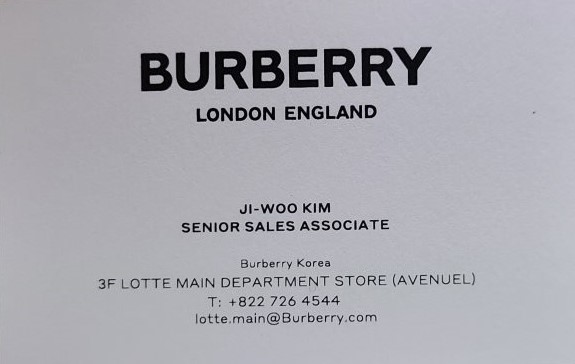 BURBERRY
LONDON ENGLAND
JI-WOO KIM
SENIOR SALES ASSOCIATE
Burberry Korea
3F LOTTE MAIN DEPARTMENT STORE (AVENUEL)
T: +822 726 4544
lotte.main@Burberry.com